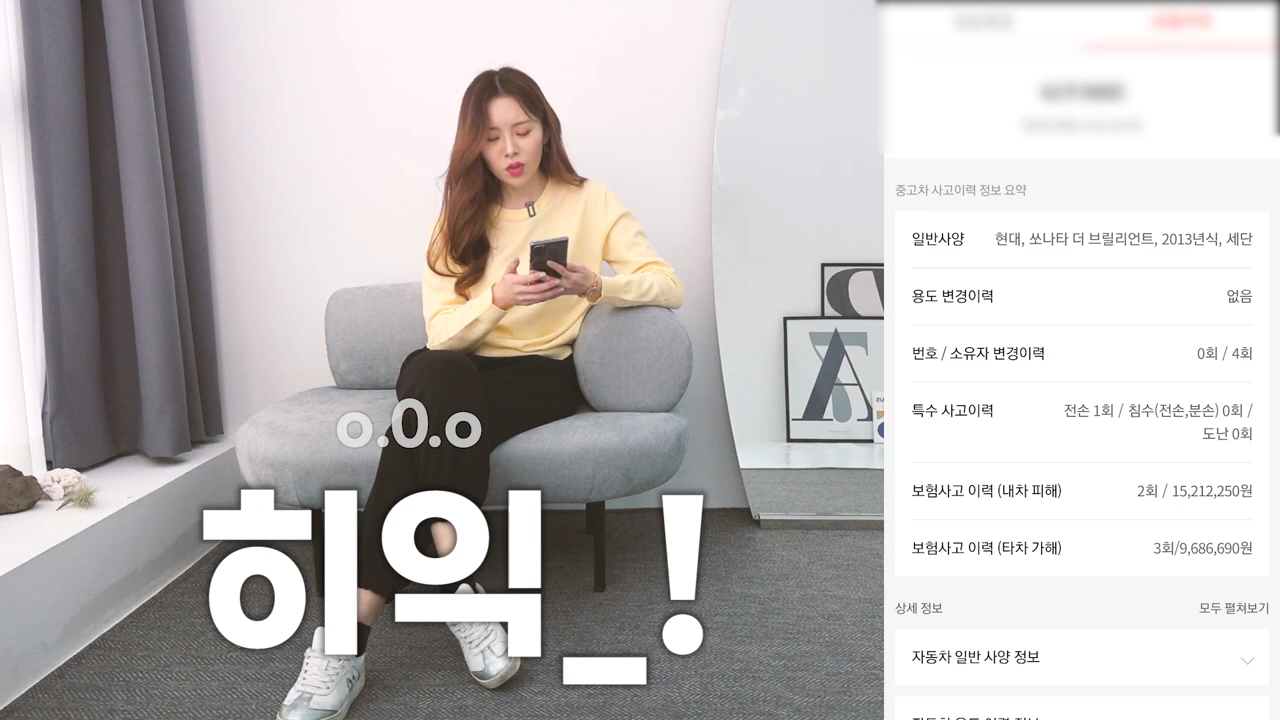 o.O.o
히익_!
A
중고차 사고이력 정보 요약
일반사양 현대, 쏘나타 더 브릴리언트, 2013년식, 세단
용도 변경이력 없음
번호 / 소유자 변경이력 0회 / 4회
특수 사고이력 전손 1회 / 침수(전손,분손) 0회 /
도난 0회
보험사고 이력 (내차 피해) 2회 / 15,212,250원
보험사고 이력 (타차 가해) 3회/9,686,690원
상세 정보 모두 펼쳐보기
자동차 일반 사양 정보